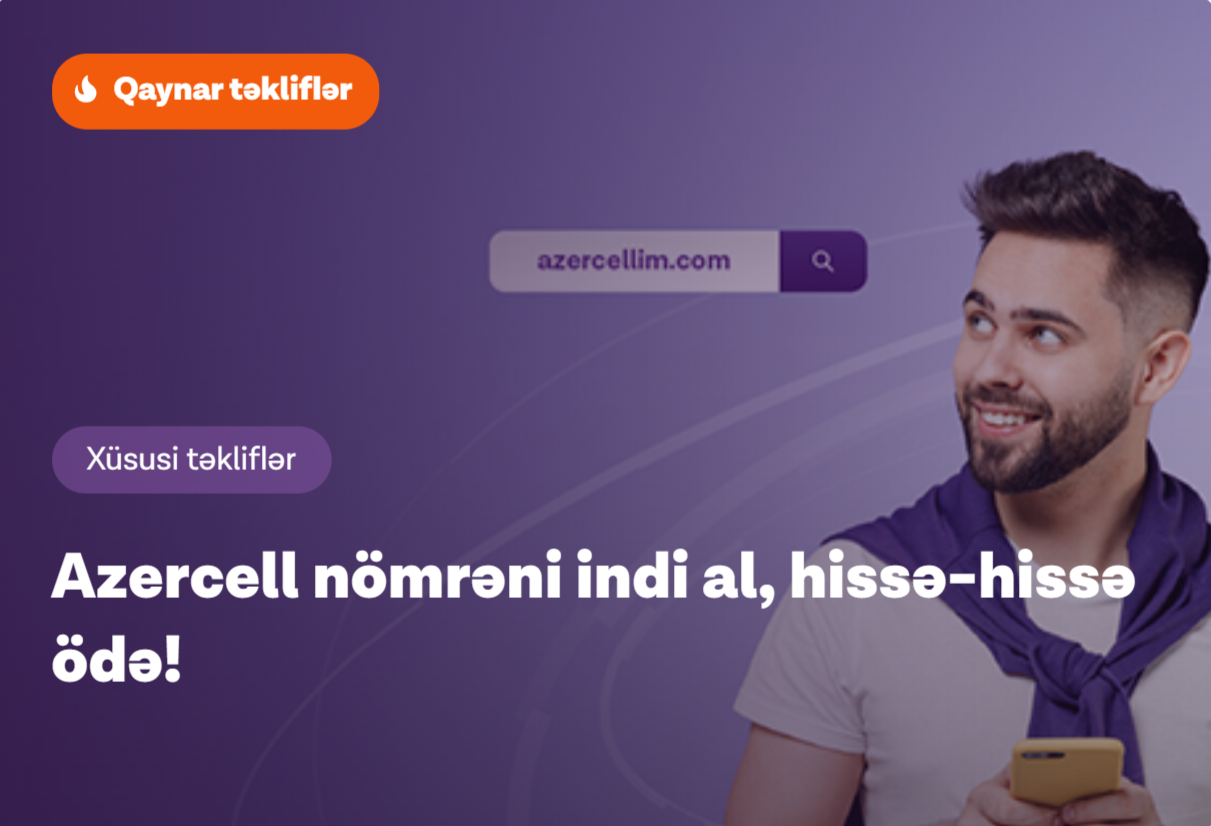 Qaynar təkliflər
azercellim.com
Xüsusi təkliflər
Azercell nömrəni indi al, hissə-hissə
ödə!